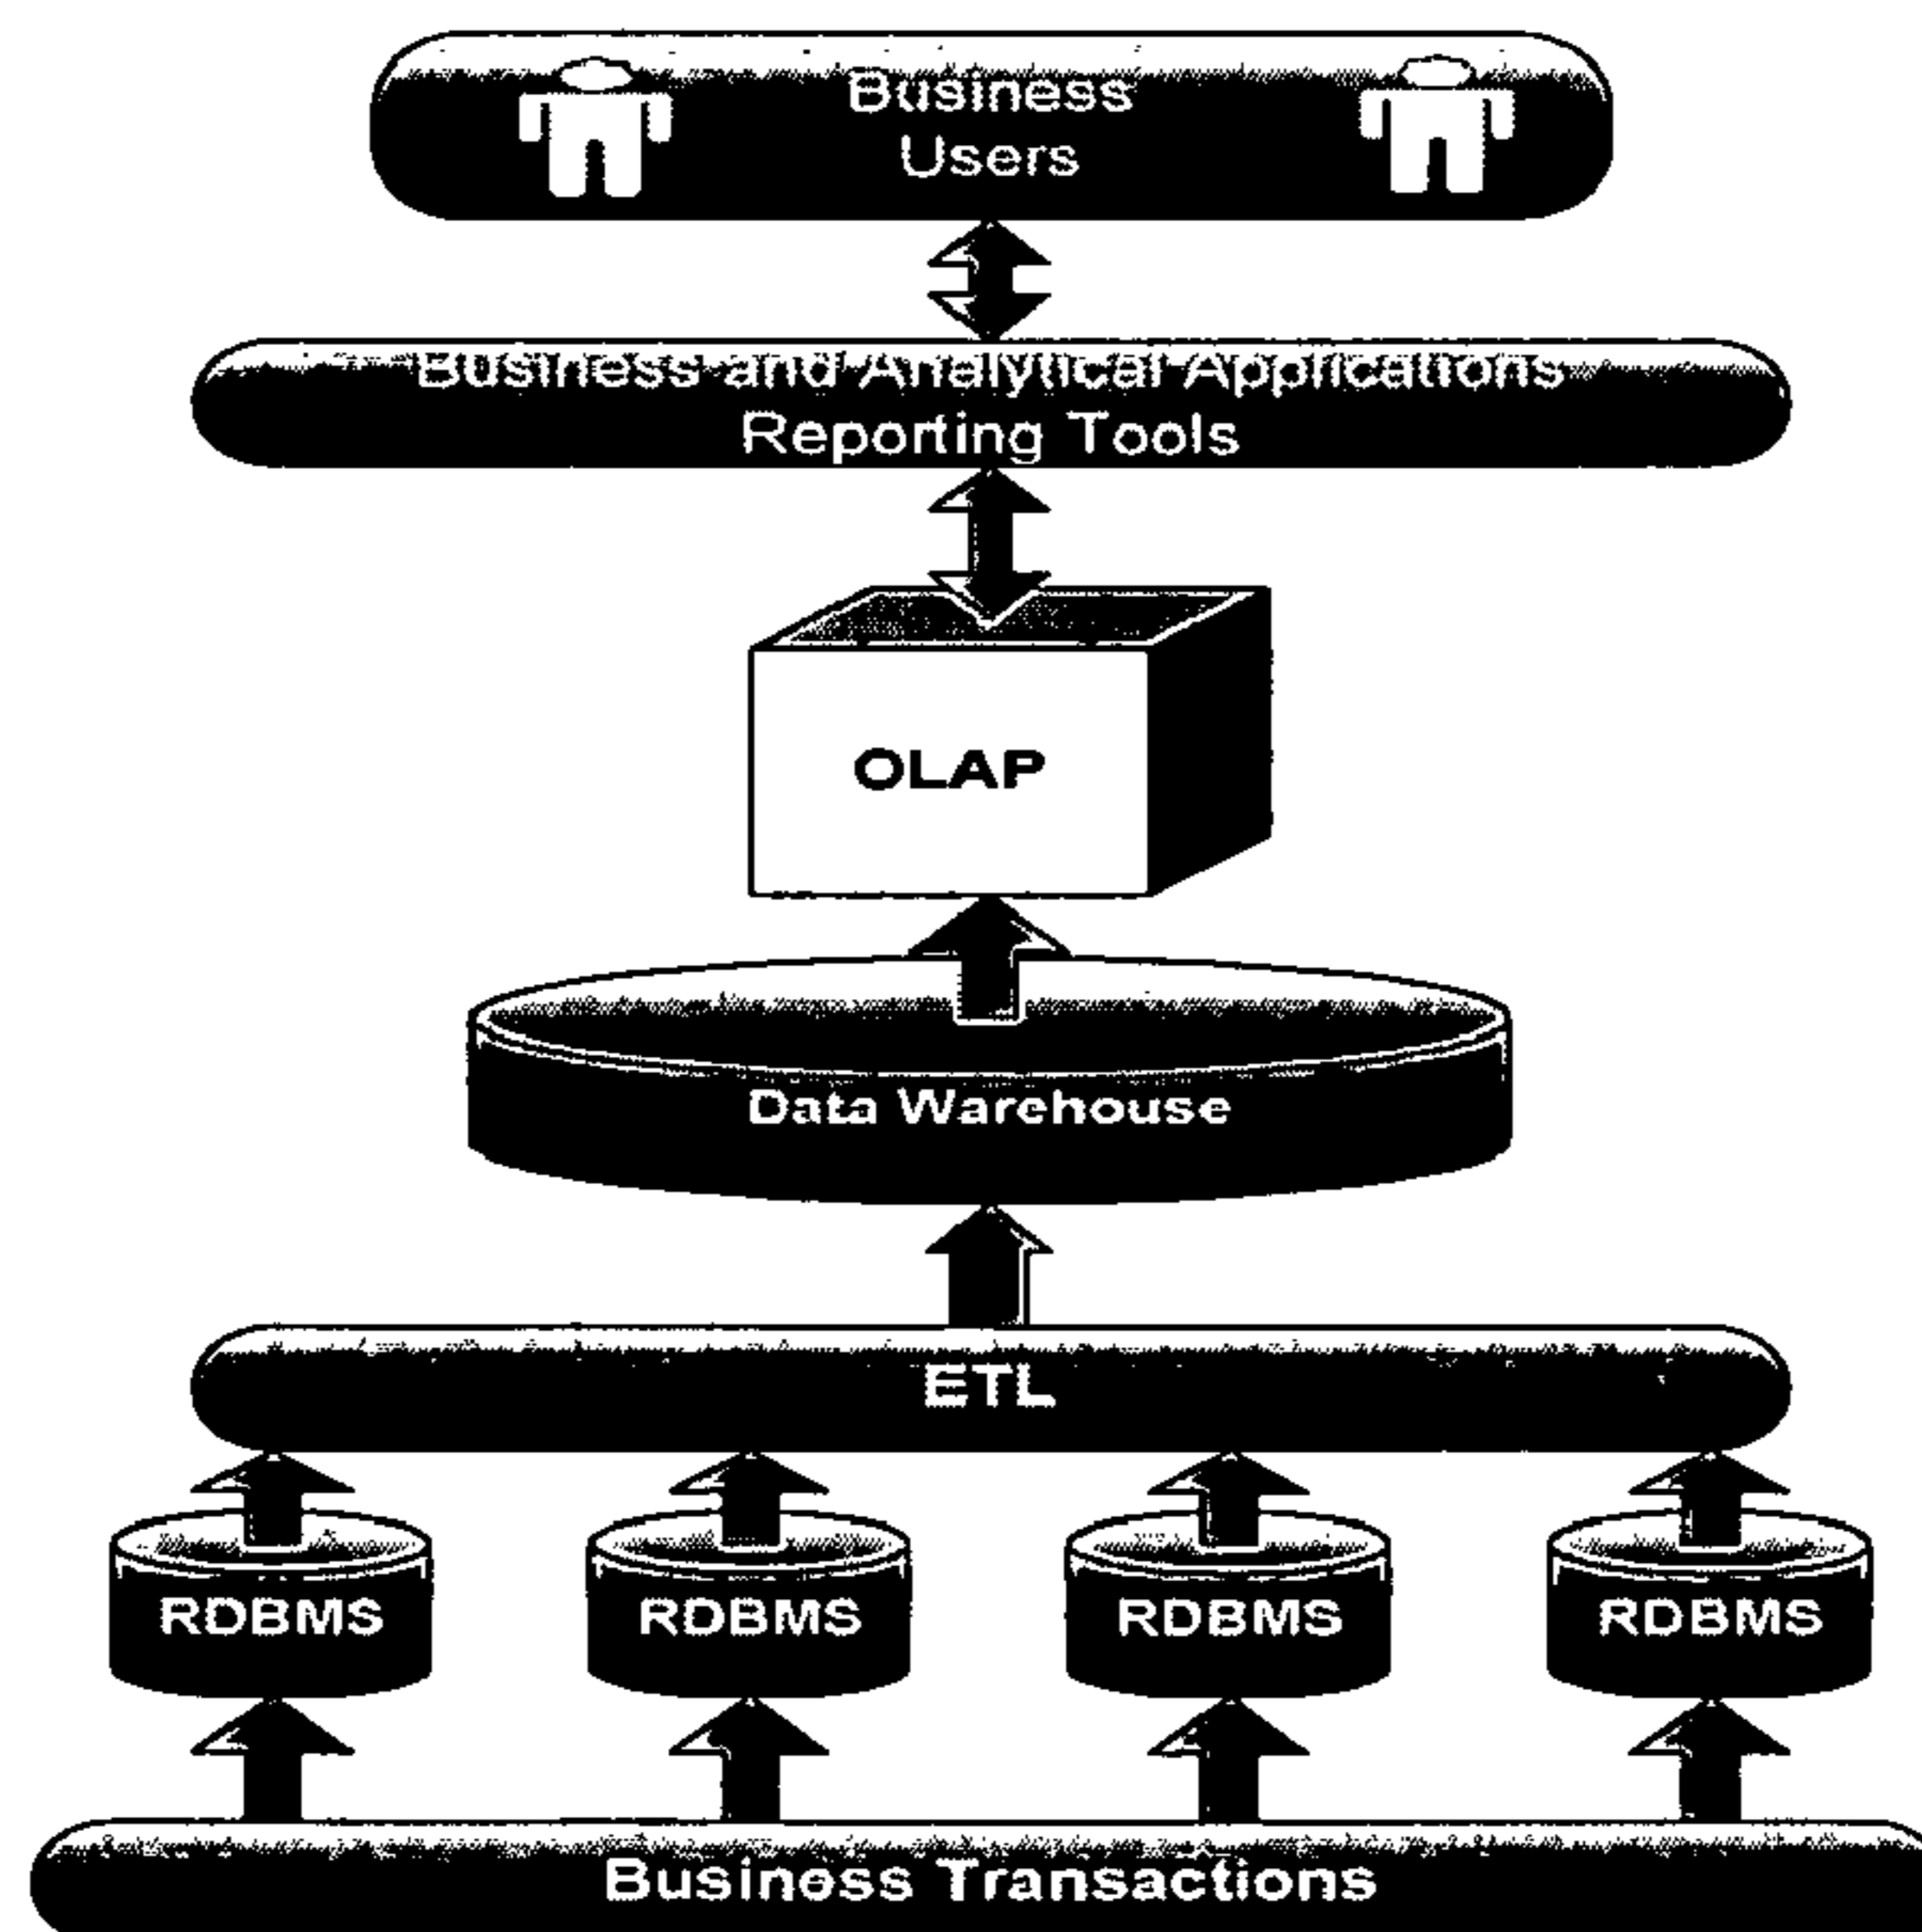 Business
Users
Business and Analytical Applications
Reporting Tools
OLAP
Data Warehouse
ETL
RDBMS RDBMS RDBMS RDBMS
Business Transactions